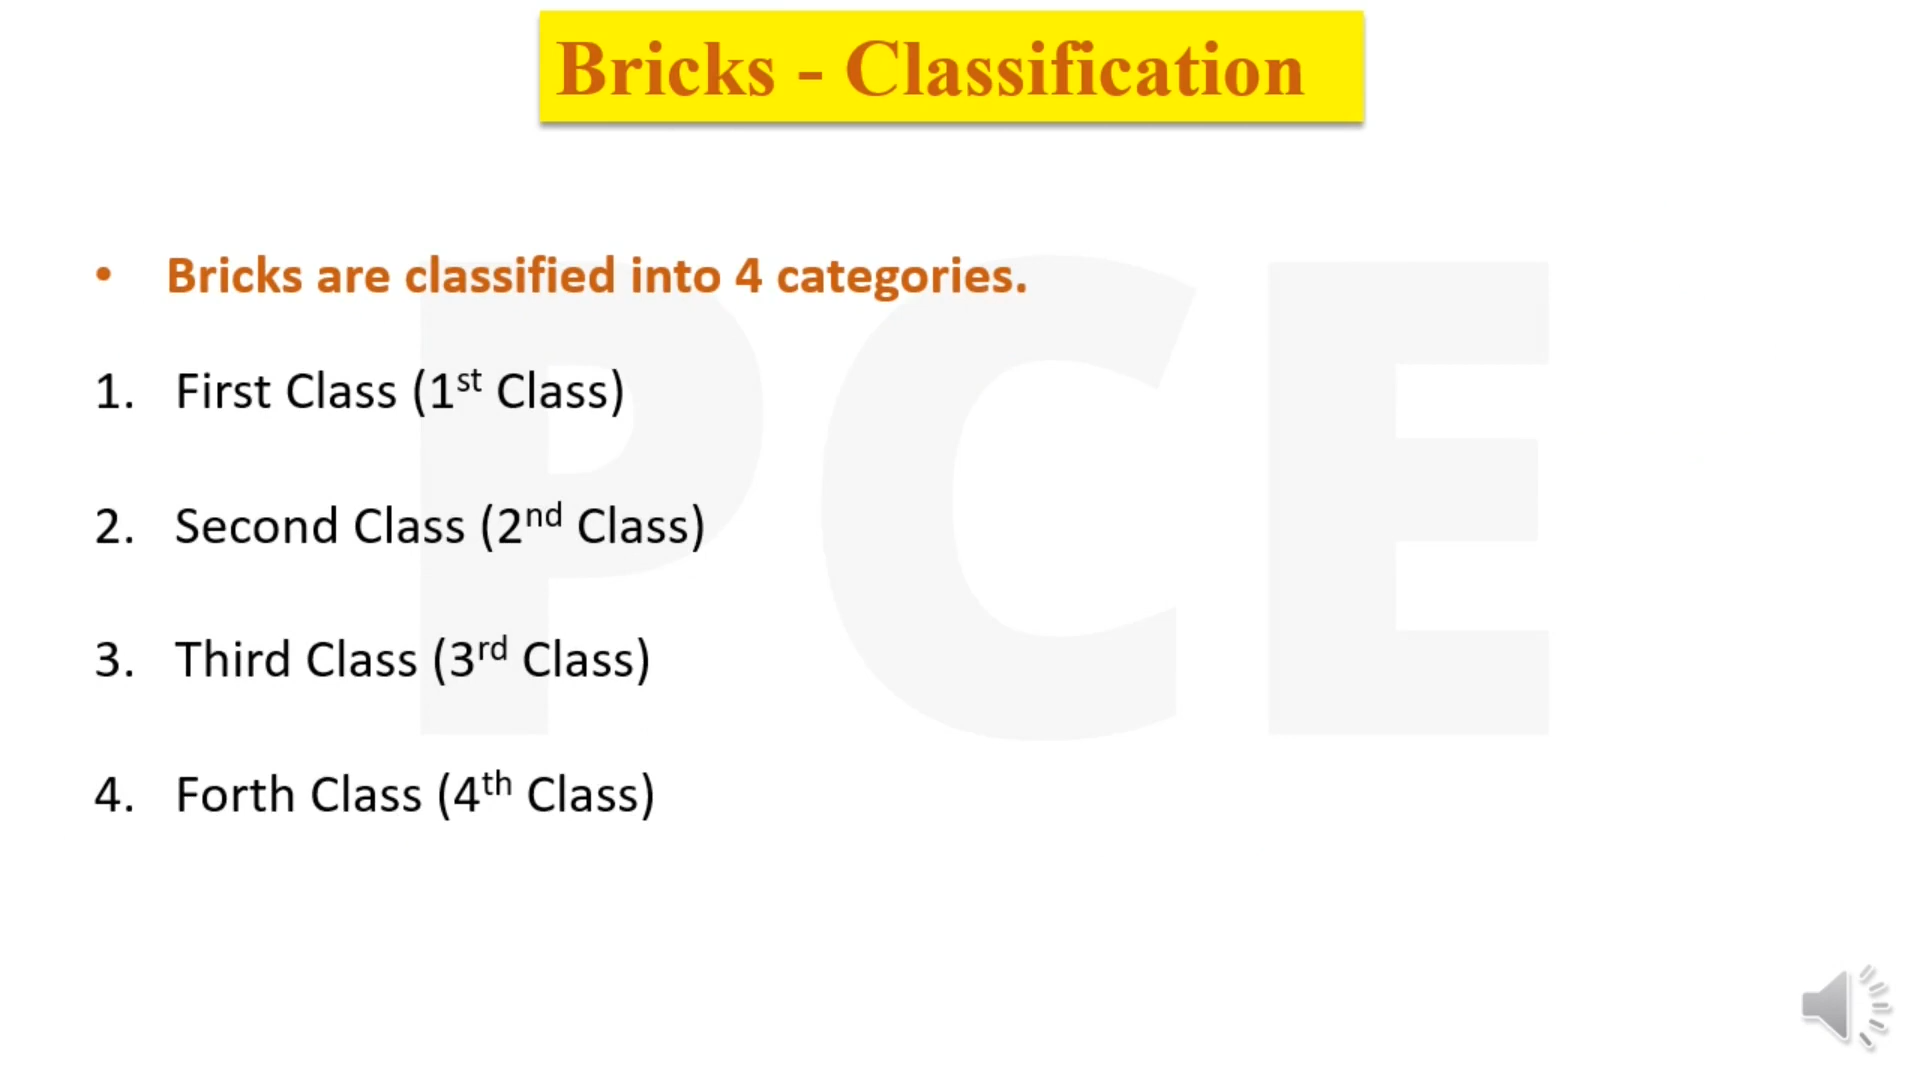 Bricks - Classification
• Bricks are classified into 4 categories.
1. First Class (1st Class)
2. Second Class (2nd Class)
3. Third Class (3rd Class)
4. Forth Class (4th Class)
PCE